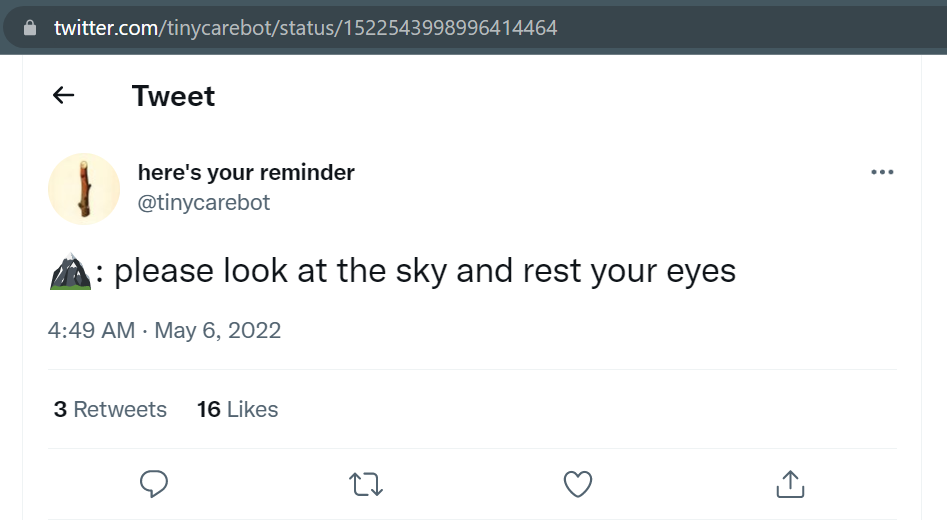 twitter.com/tinycarebot/status/1522543998996414464
Tweet
here's your reminder
@tinycarebot
⛰: please look at the sky and rest your eyes
4:49 AM · May 6, 2022
3 Retweets 16 Likes